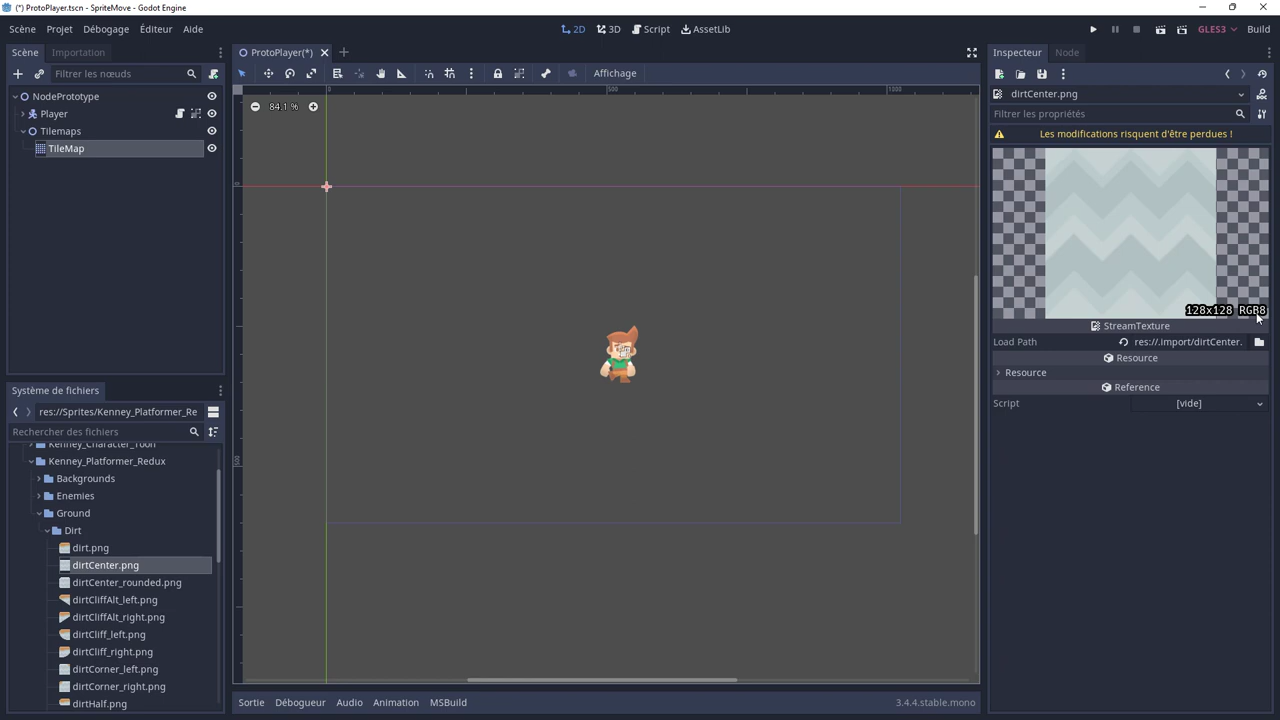 (*) ProtoPlayer.tscn - SpriteMove - Godot Engine
Scène Projet Débogage Éditeur Aide
2D 3D Script AssetLib
GLES3 Build
Scène Importation
Filtrer les nœuds
NodePrototype
Player
Tilemaps
TileMap
Système de fichiers
res://Sprites/Kenney_Platformer_Re
Rechercher des fichiers
Kenney_Character_Toon
Kenney_Platformer_Redux
Backgrounds
Enemies
Ground
Dirt
dirt.png
dirtCenter.png
dirtCenter_rounded.png
dirtCliffAlt_left.png
dirtCliffAlt_right.png
dirtCliff_left.png
dirtCliff_right.png
dirtCorner_left.png
dirtCorner_right.png
dirtHalf.png
ProtoPlayer(*)
Affichage
0 500 1000
84.1 %
0
500
Sortie Débogueur Audio Animation MSBuild
3.4.4.stable.mono
Inspecteur Node
dirtCenter.png
Filtrer les propriétés
Les modifications risquent d'être perdues !
128x128 RGB8
StreamTexture
Load Path res://.import/dirtCenter.
Resource
Resource
Reference
Script [vide]